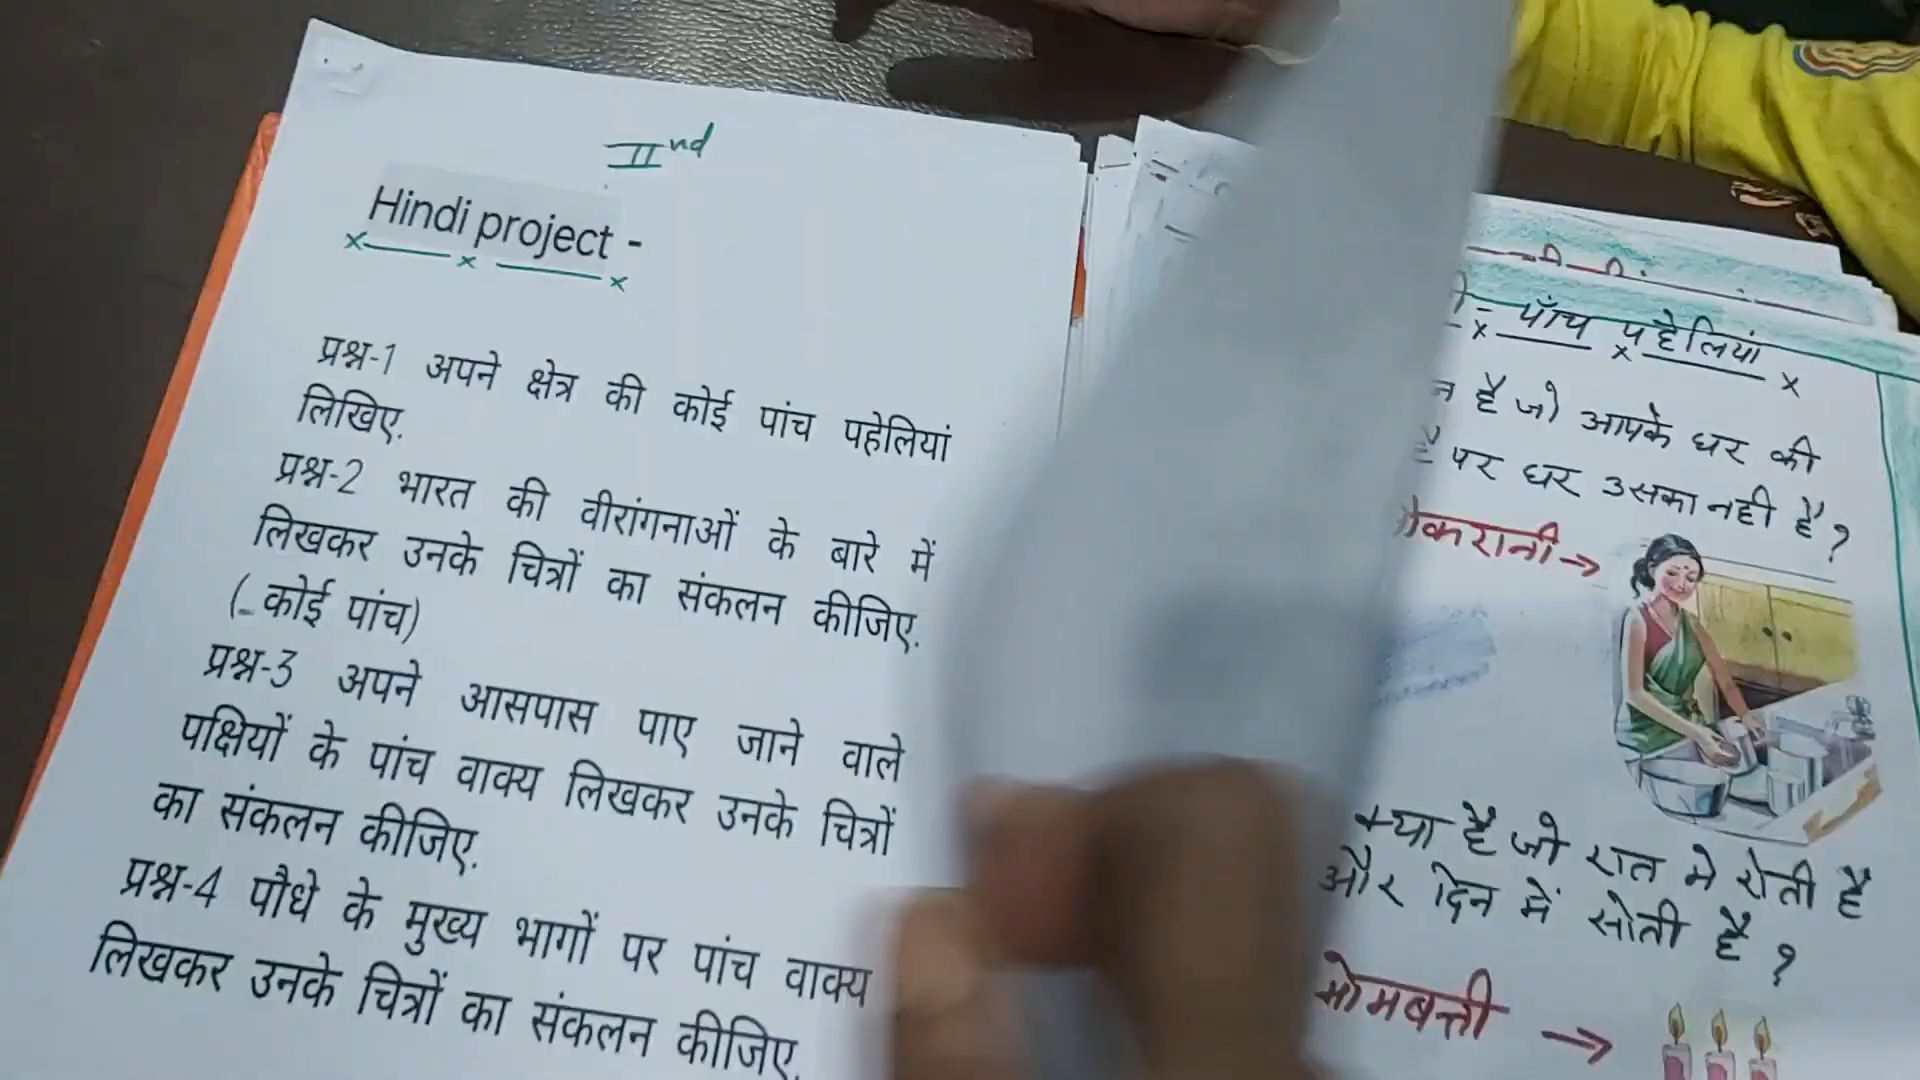 IInd
Hindi project -
प्रश्न-1 अपने क्षेत्र की कोई पांच पहेलियां
लिखिए.
प्रश्न-2 भारत की वीरांगनाओं के बारे में
लिखकर उनके चित्रों का संकलन कीजिए.
(_ कोई पांच)
प्रश्न-3 अपने आसपास पाए जाने वाले
पक्षियों के पांच वाक्य लिखकर उनके चित्रों
का संकलन कीजिए.
प्रश्न-4 पौधे के मुख्य भागों पर पांच वाक्य
लिखकर उनके चित्रों का संकलन कीजिए.
पाँच पहेलियां
है जो आपके घर की
है पर घर उसका नही है?
क्या है जो रात मे रोती है
और दिन में सोती है?
मोमबत्ती →